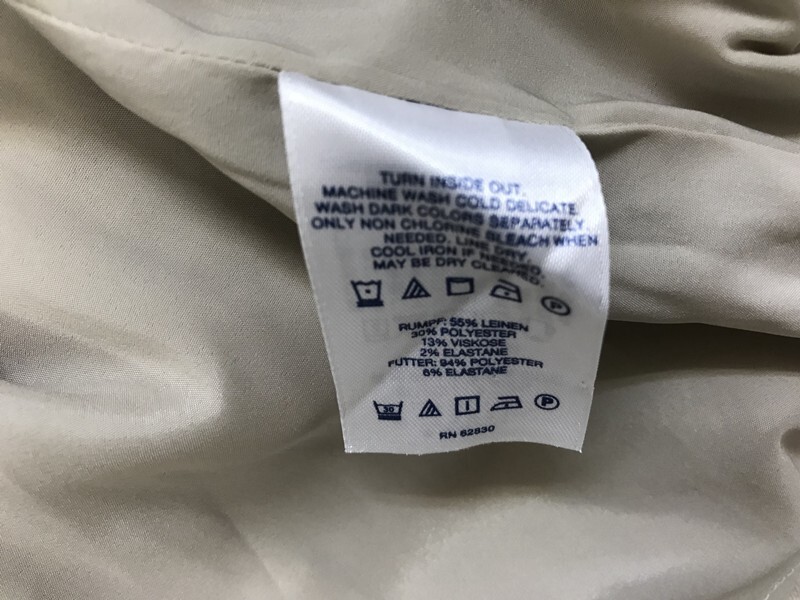 TURN INSIDE OUT.
MACHINE WASH COLD DELICATE.
WASH DARK COLORS SEPARATELY.
ONLY NON CHLORINE BLEACH WHEN
NEEDED. LINE DRY.
COOL IRON IF NEEDED.
MAY BE DRY CLEANED.
P
RUMPF: 55% LEINEN
30% POLYESTER
13% VISKOSE
2% ELASTANE
FUTTER: 94% POLYESTER
6% ELASTANE
30 P
RN 62830